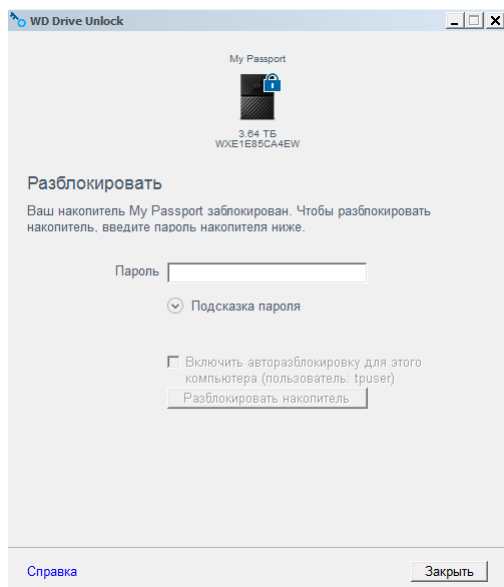 WD Drive Unlock
My Passport
3.64 ТБ
WXE1E85CA4EW
Разблокировать
Ваш накопитель My Passport заблокирован. Чтобы разблокировать
накопитель, введите пароль накопителя ниже.
Пароль
Подсказка пароля
Включить авторазблокировку для этого
компьютера (пользователь: tpuser)
Разблокировать накопитель
Справка
Закрыть